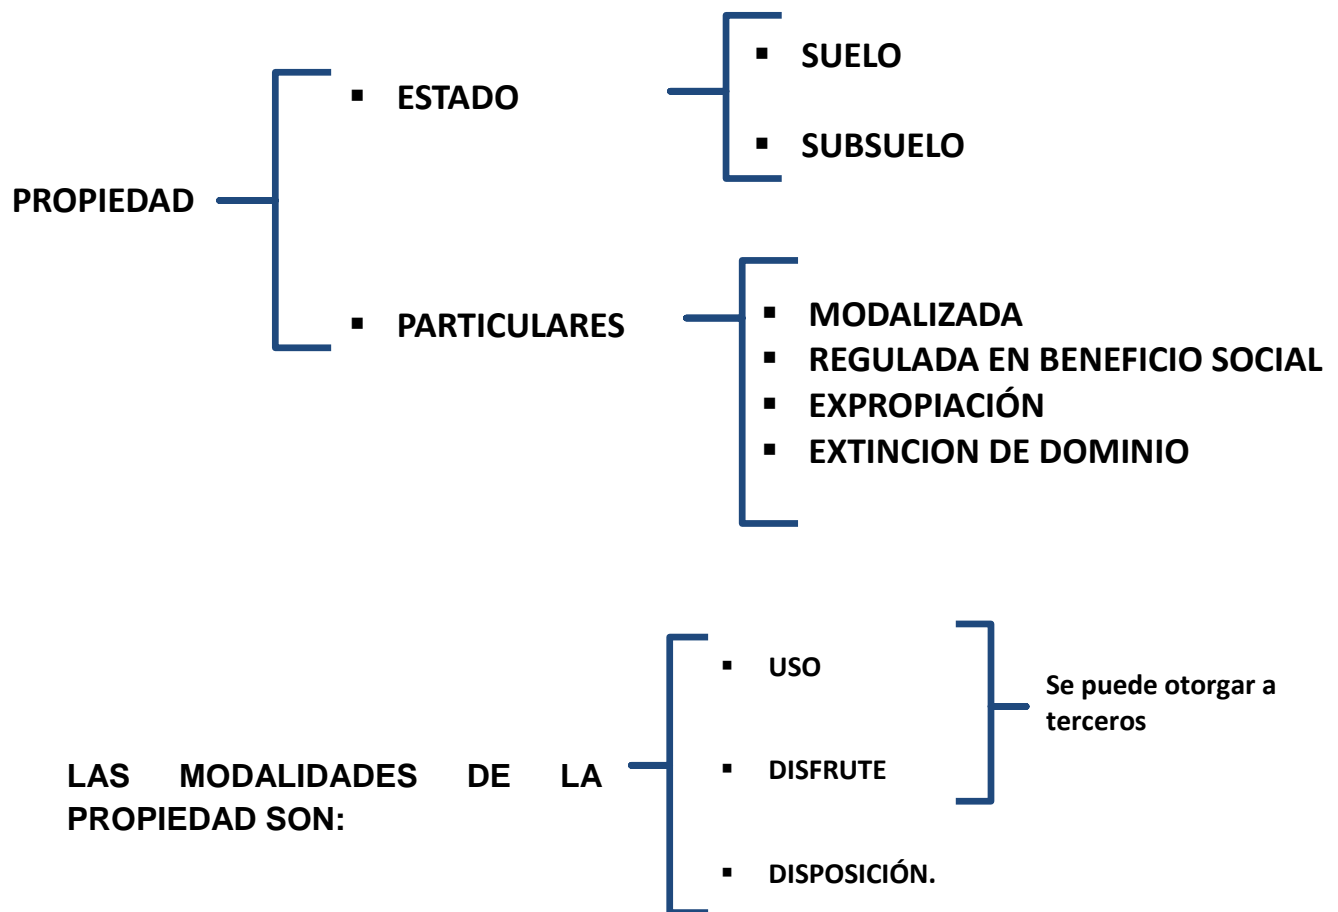 PROPIEDAD
▪ ESTADO
▪ SUELO
▪ SUBSUELO
▪ PARTICULARES
▪ MODALIZADA
▪ REGULADA EN BENEFICIO SOCIAL
▪ EXPROPIACIÓN
▪ EXTINCION DE DOMINIO
LAS MODALIDADES DE LA
PROPIEDAD SON:
▪ USO
▪ DISFRUTE
▪ DISPOSICIÓN.
Se puede otorgar a
terceros